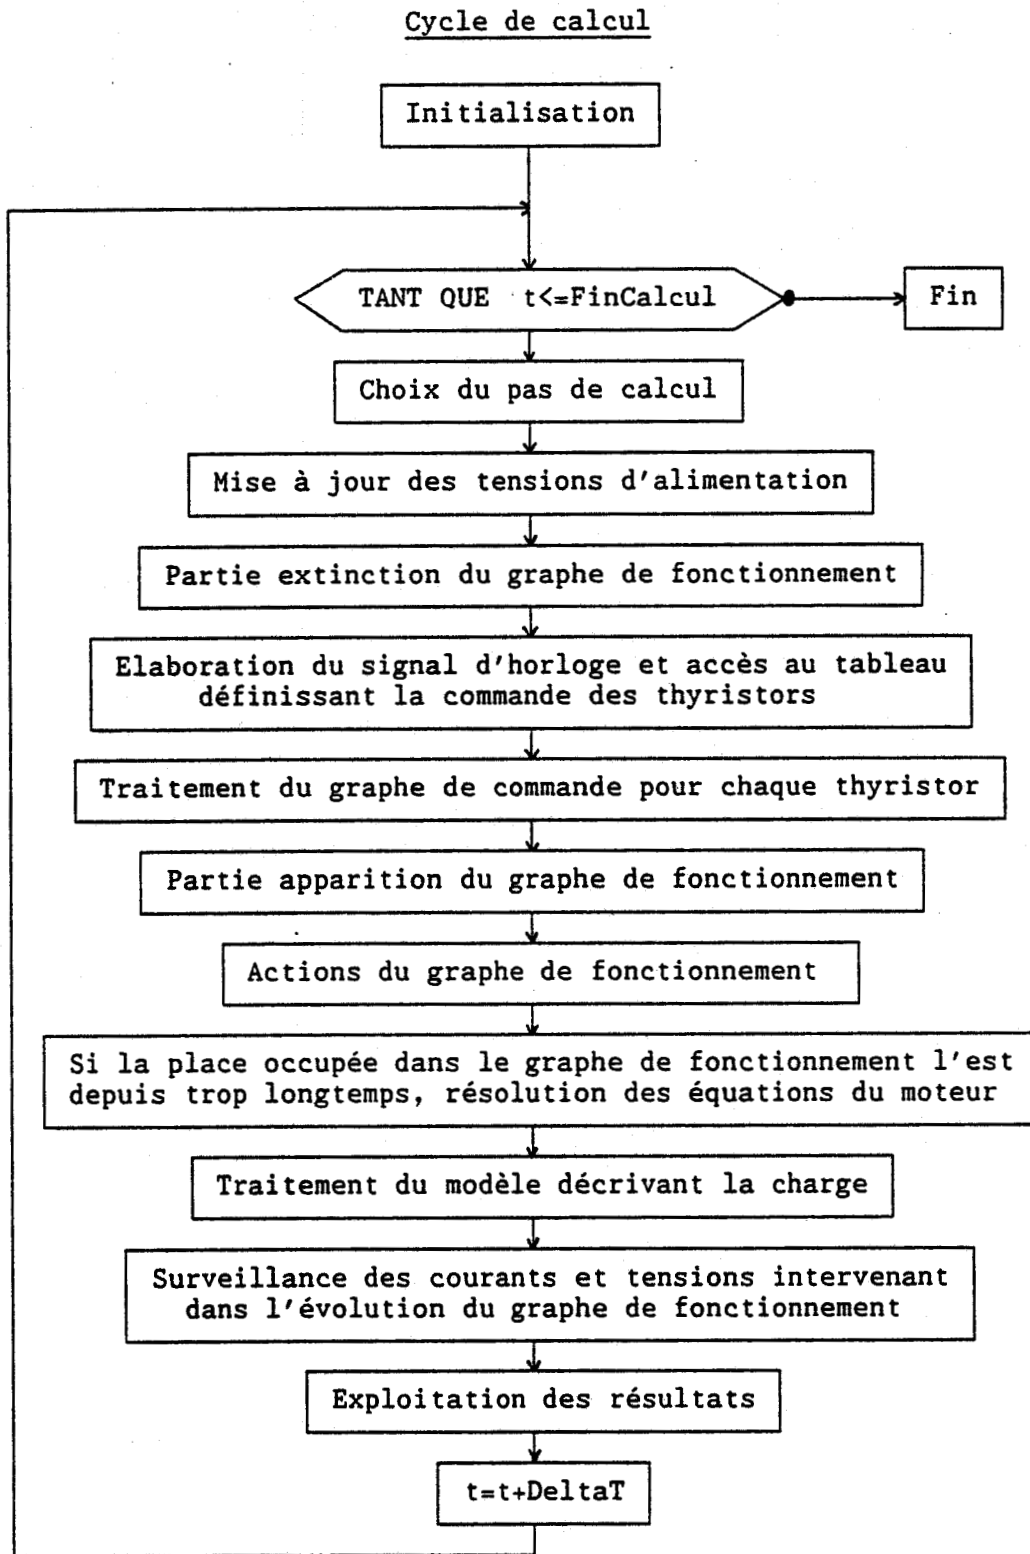 Cycle de calcul
Initialisation
TANT QUE t<=FinCalcul
Fin
Choix du pas de calcul
Mise à jour des tensions d'alimentation
Partie extinction du graphe de fonctionnement
Elaboration du signal d'horloge et accès au tableau
définissant la commande des thyristors
Traitement du graphe de commande pour chaque thyristor
Partie apparition du graphe de fonctionnement
Actions du graphe de fonctionnement
Si la place occupée dans le graphe de fonctionnement l'est
depuis trop longtemps, résolution des équations du moteur
Traitement du modèle décrivant la charge
Surveillance des courants et tensions intervenant
dans l'évolution du graphe de fonctionnement
Exploitation des résultats
t=t+DeltaT